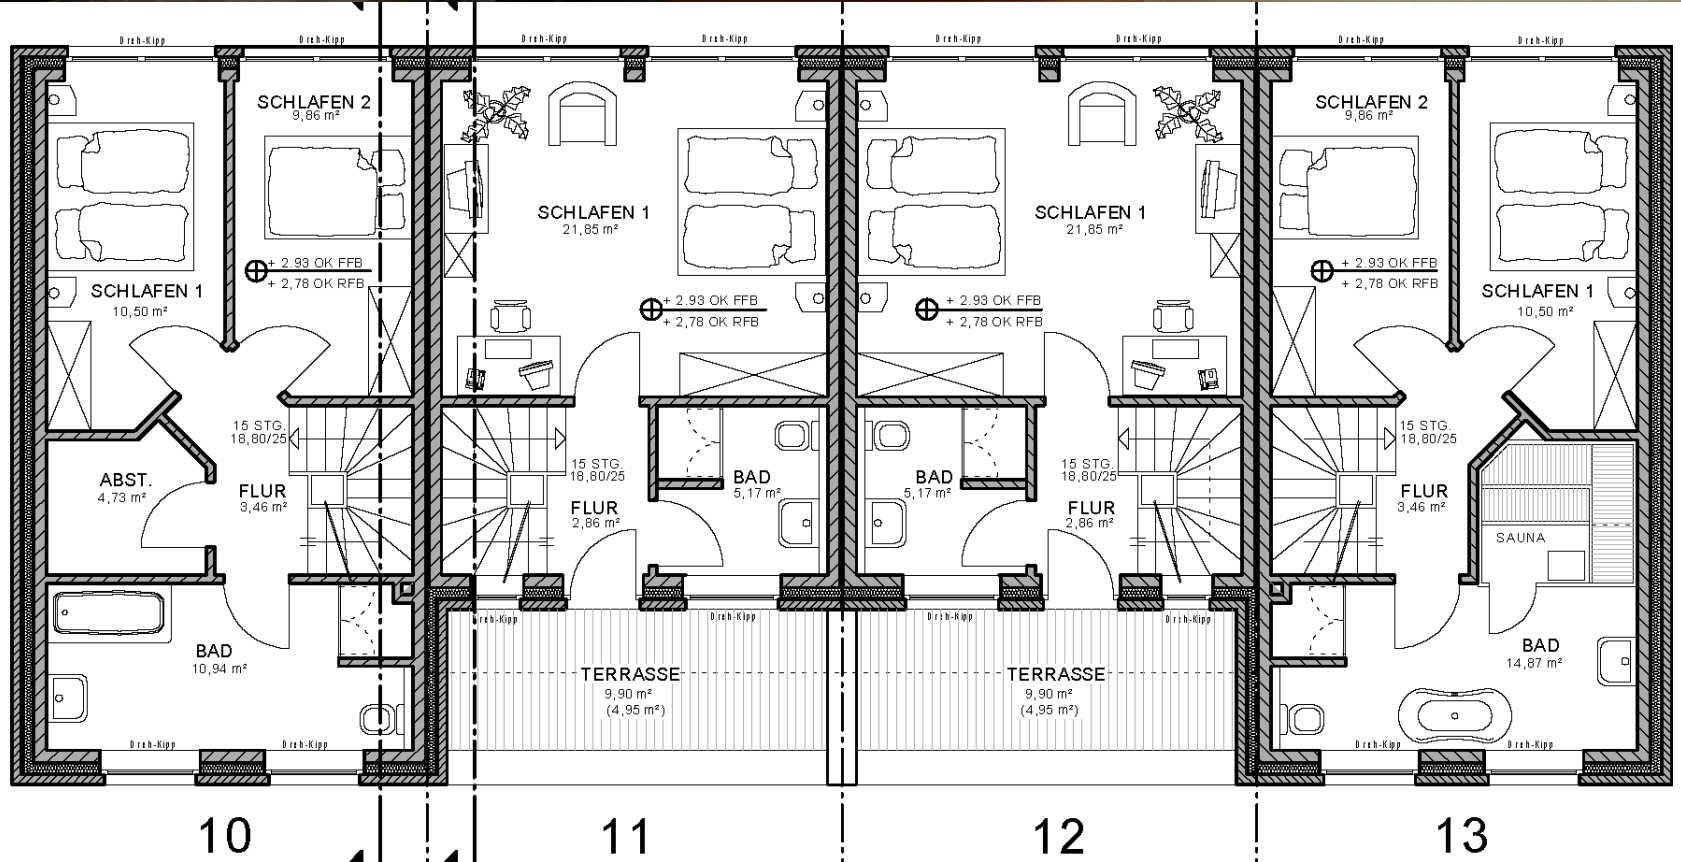 Dreh-Kipp
Dreh-Kipp
Dreh-Kipp
Dreh-Kipp
Dreh-Kipp
Dreh-Kipp
Dreh-Kipp
Dreh-Kipp
SCHLAFEN 2
9,86 m²
+ 2.93 OK FFB
+ 2,78 OK RFB
SCHLAFEN 1
10,50 m²
15 STG.
18,80/25
ABST.
4,73 m²
FLUR
3,46 m²
BAD
10,94 m²
Dreh-Kipp
Dreh-Kipp
10
SCHLAFEN 1
21,85 m²
+ 2.93 OK FFB
+ 2,78 OK RFB
15 STG.
18,80/25
FLUR
2,86 m²
BAD
5,17 m²
Dreh-Kipp
Dreh-Kipp
TERRASSE
9,90 m²
(4,95 m²)
11
SCHLAFEN 1
21,85 m²
+ 2.93 OK FFB
+ 2,78 OK RFB
BAD
5,17 m²
15 STG.
18,80/25
FLUR
2,86 m²
Dreh-Kipp
Dreh-Kipp
TERRASSE
9,90 m²
(4,95 m²)
12
SCHLAFEN 2
9,86 m²
+ 2.93 OK FFB
+ 2,78 OK RFB
SCHLAFEN 1
10,50 m²
15 STG.
18,80/25
FLUR
3,46 m²
SAUNA
BAD
14,87 m²
Dreh-Kipp
Dreh-Kipp
13